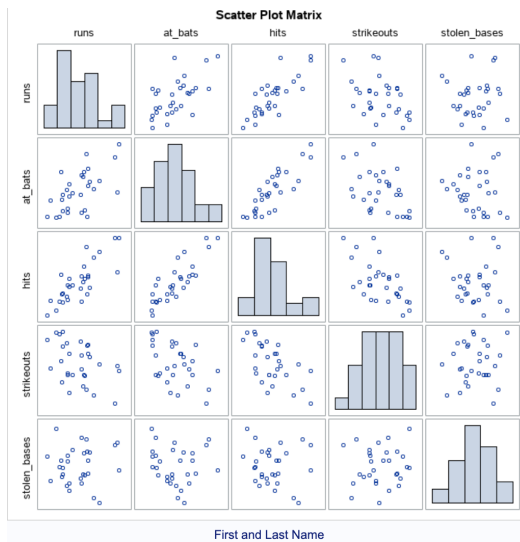 Scatter Plot Matrix
runs at_bats hits strikeouts stolen_bases
runs
at_bats
hits
strikeouts
stolen_bases
First and Last Name